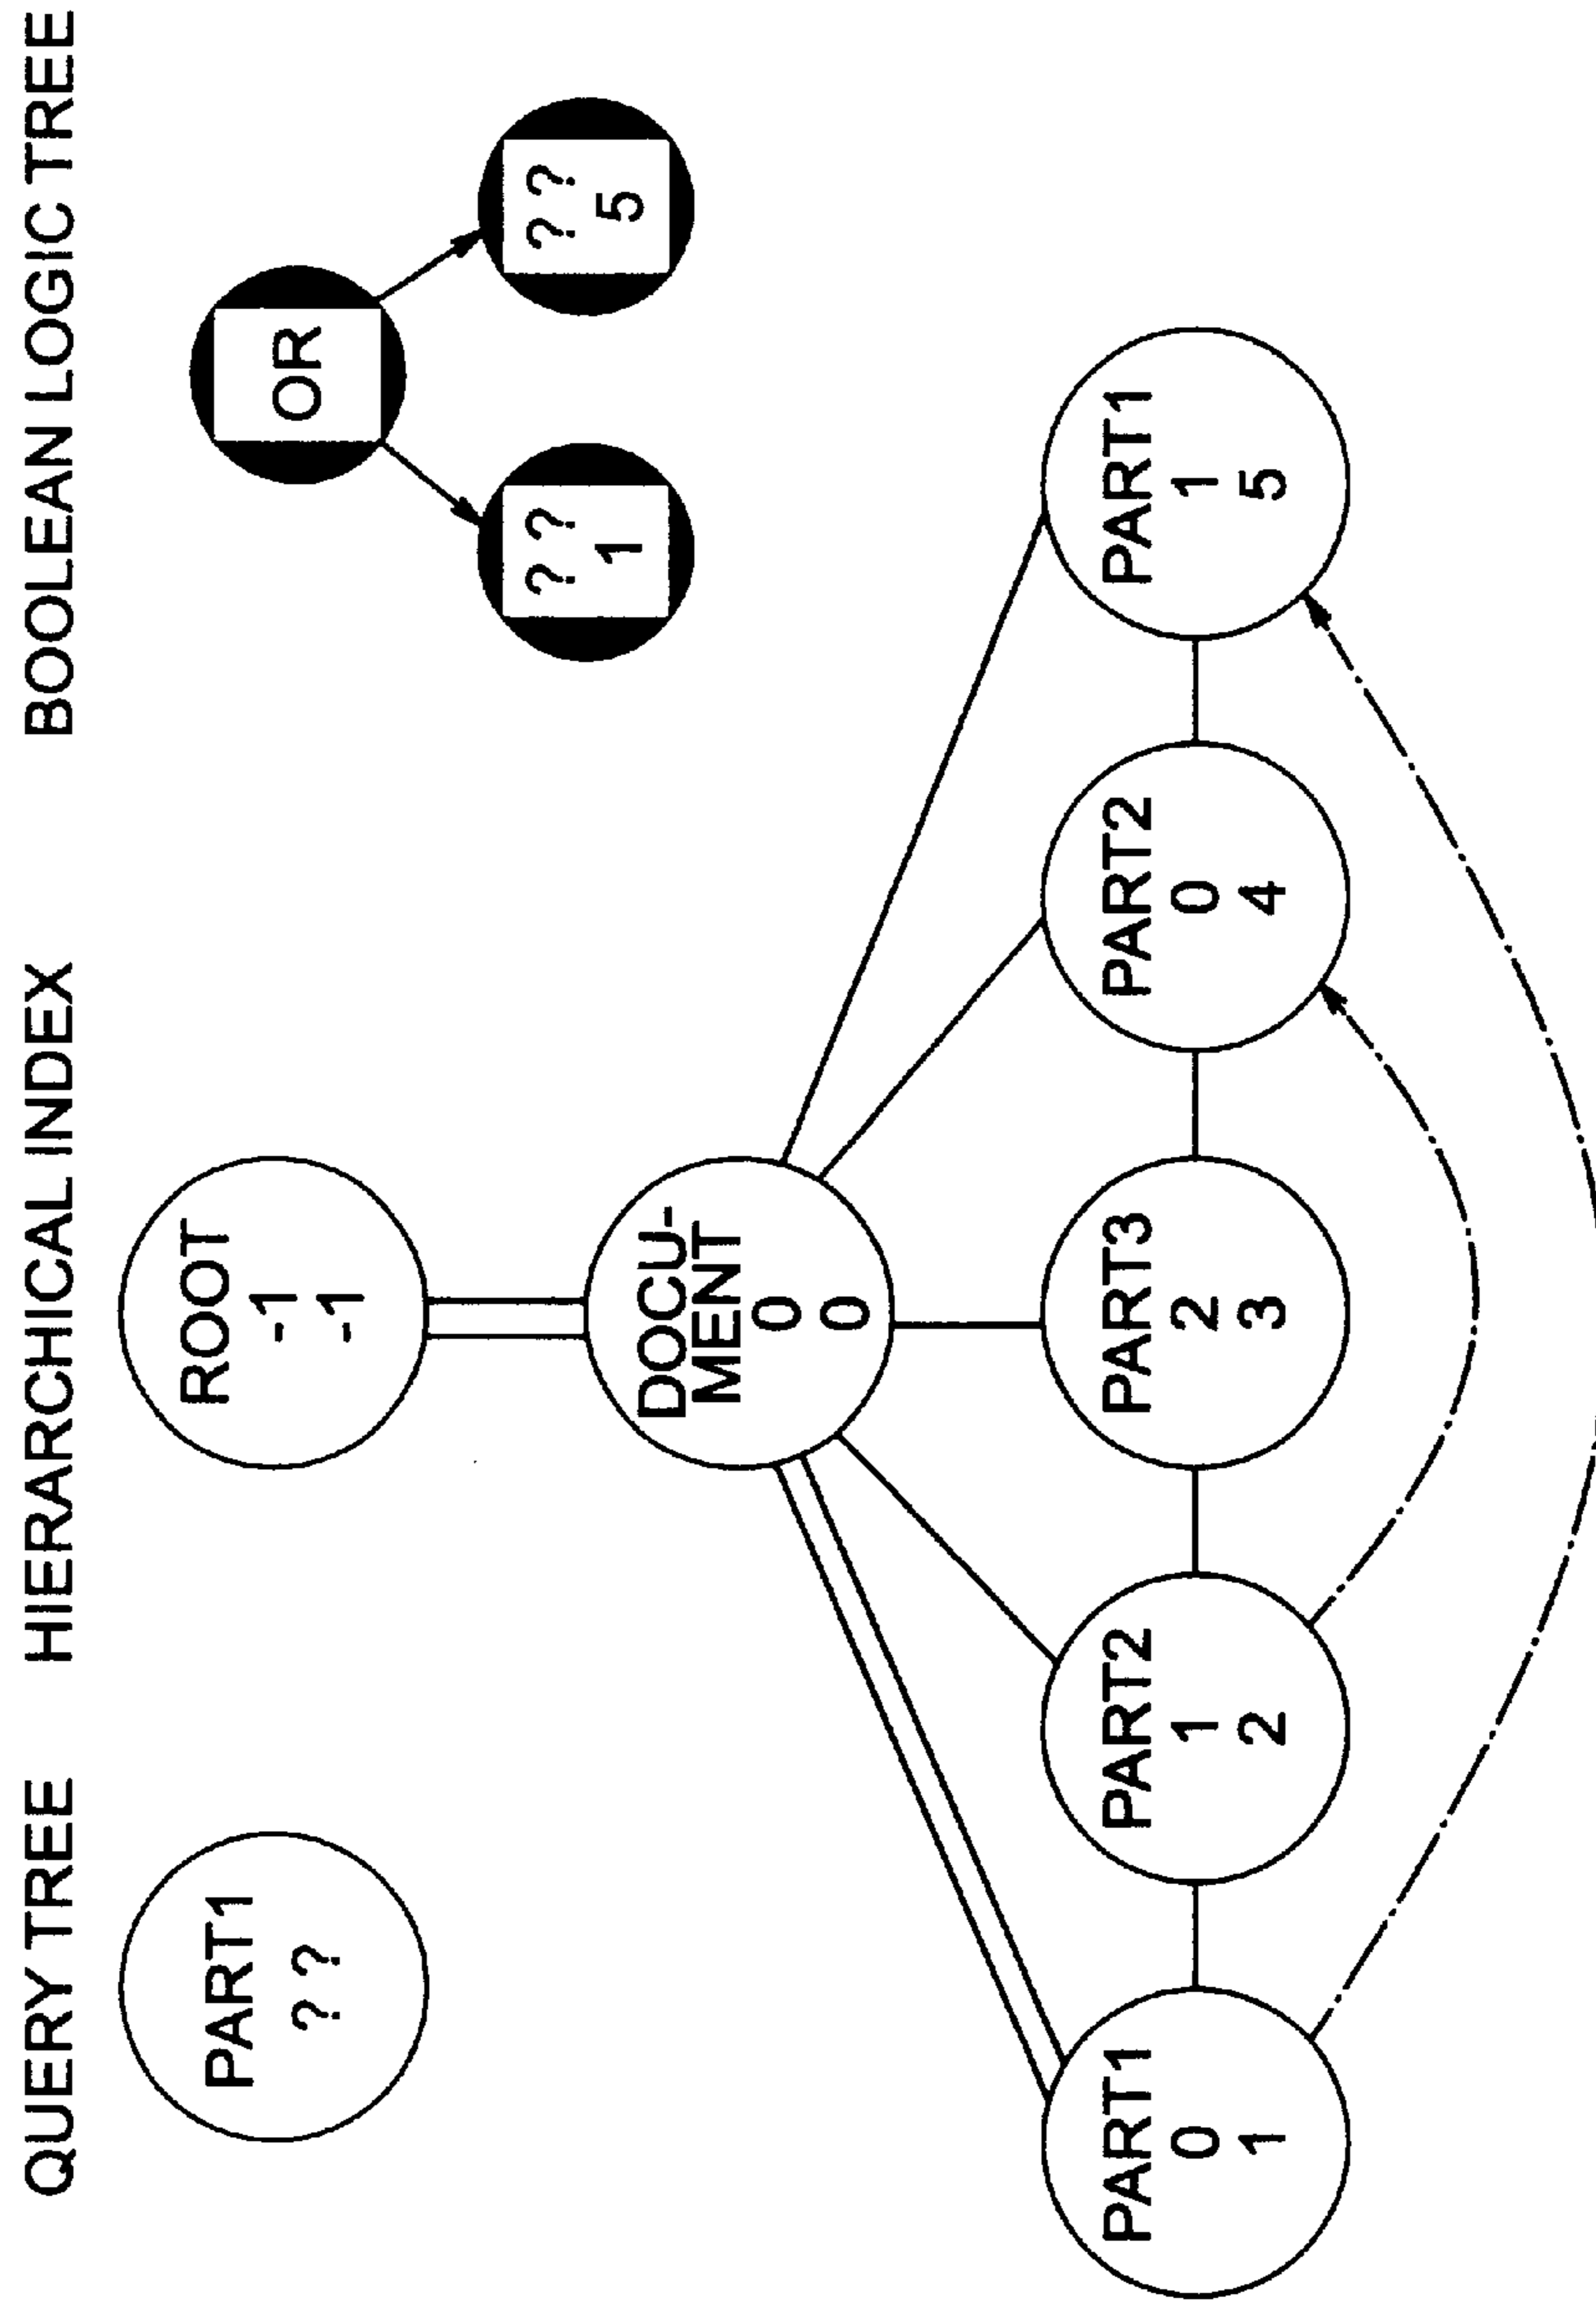 QUERY TREE
HIERARCHICAL INDEX
BOOLEAN LOGIC TREE
PART1
? ?
ROOT
-1
-1
OR
? ?
1
? ?
5
DOCU-
MENT
0
0
PART1
0
1
PART2
1
2
PART3
2
3
PART2
0
4
PART1
1
5